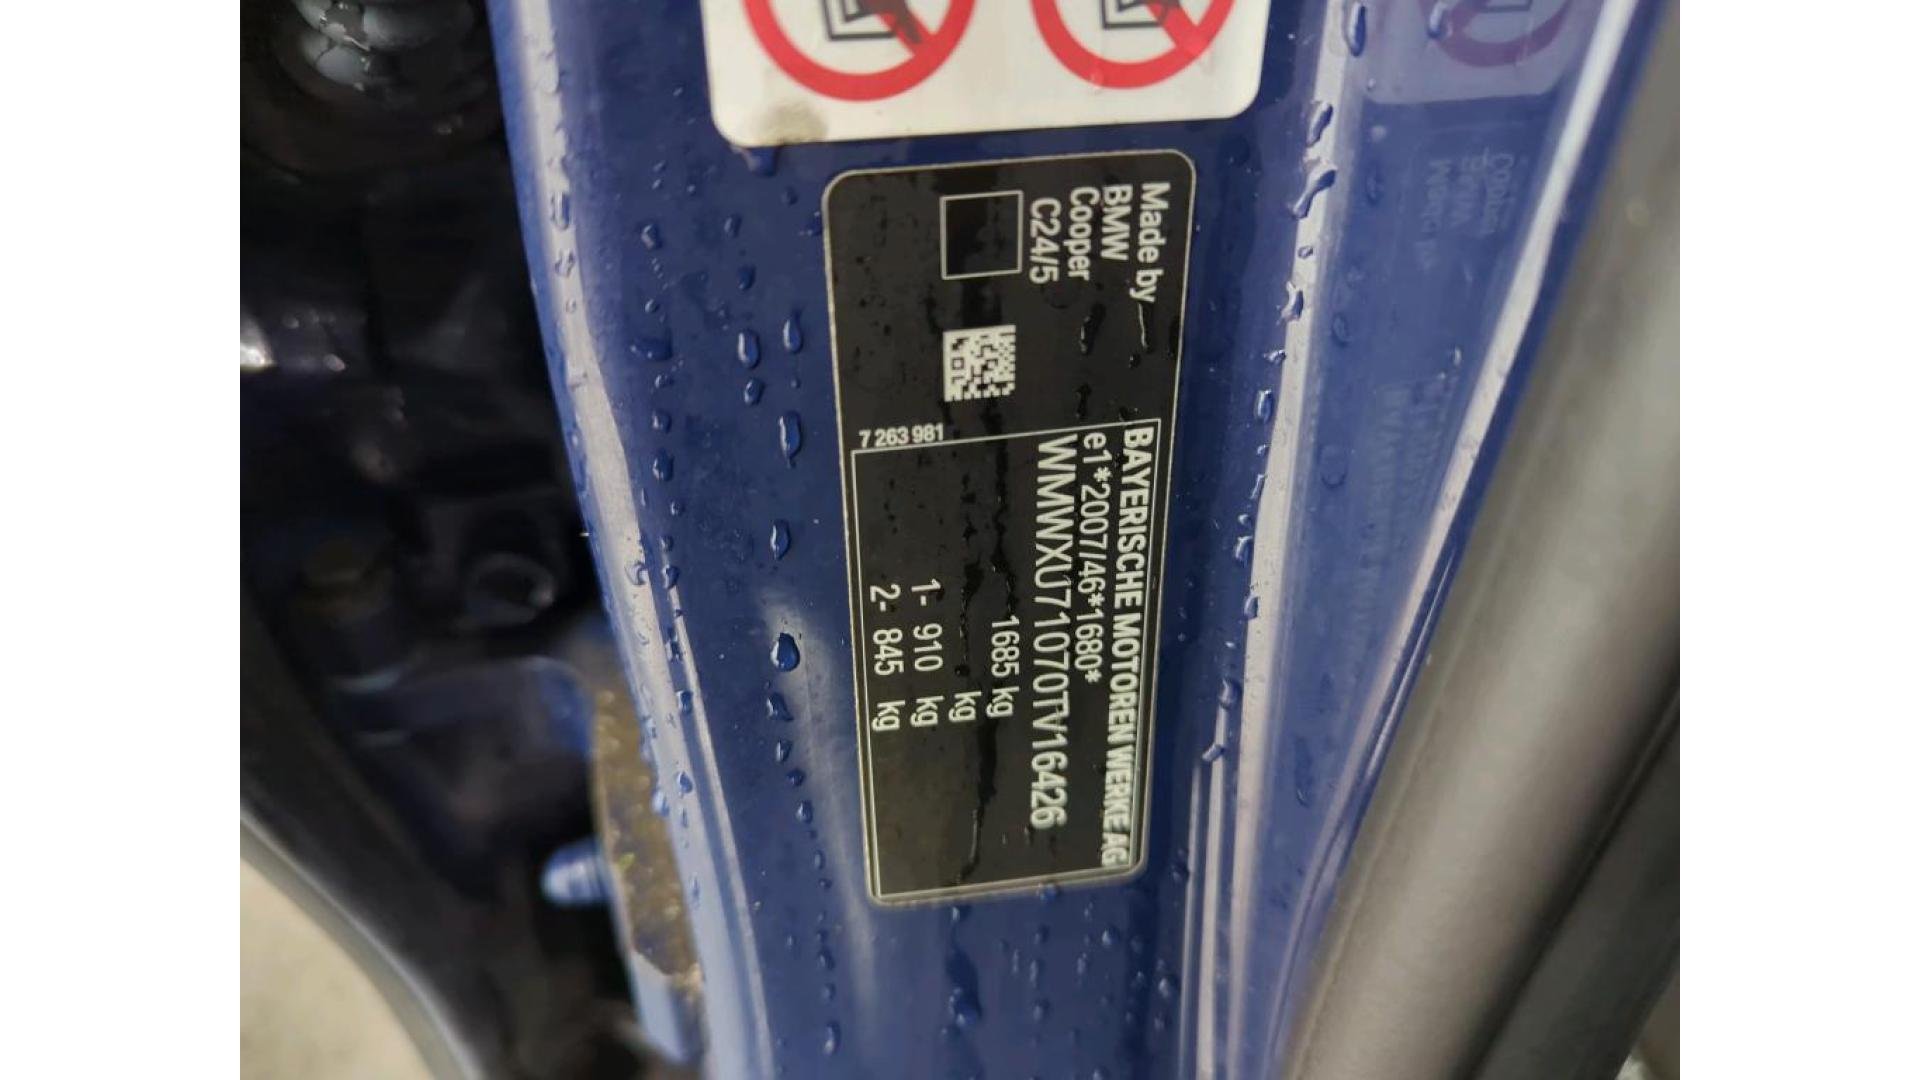 Made by
BMW
Cooper
C24/5
7 263 981
BAYERISCHE MOTOREN WERKE AG
e1*2007/46*1680*
WMWXU71070TV16426
1685 kg
kg
1- 910 kg
2- 845 kg